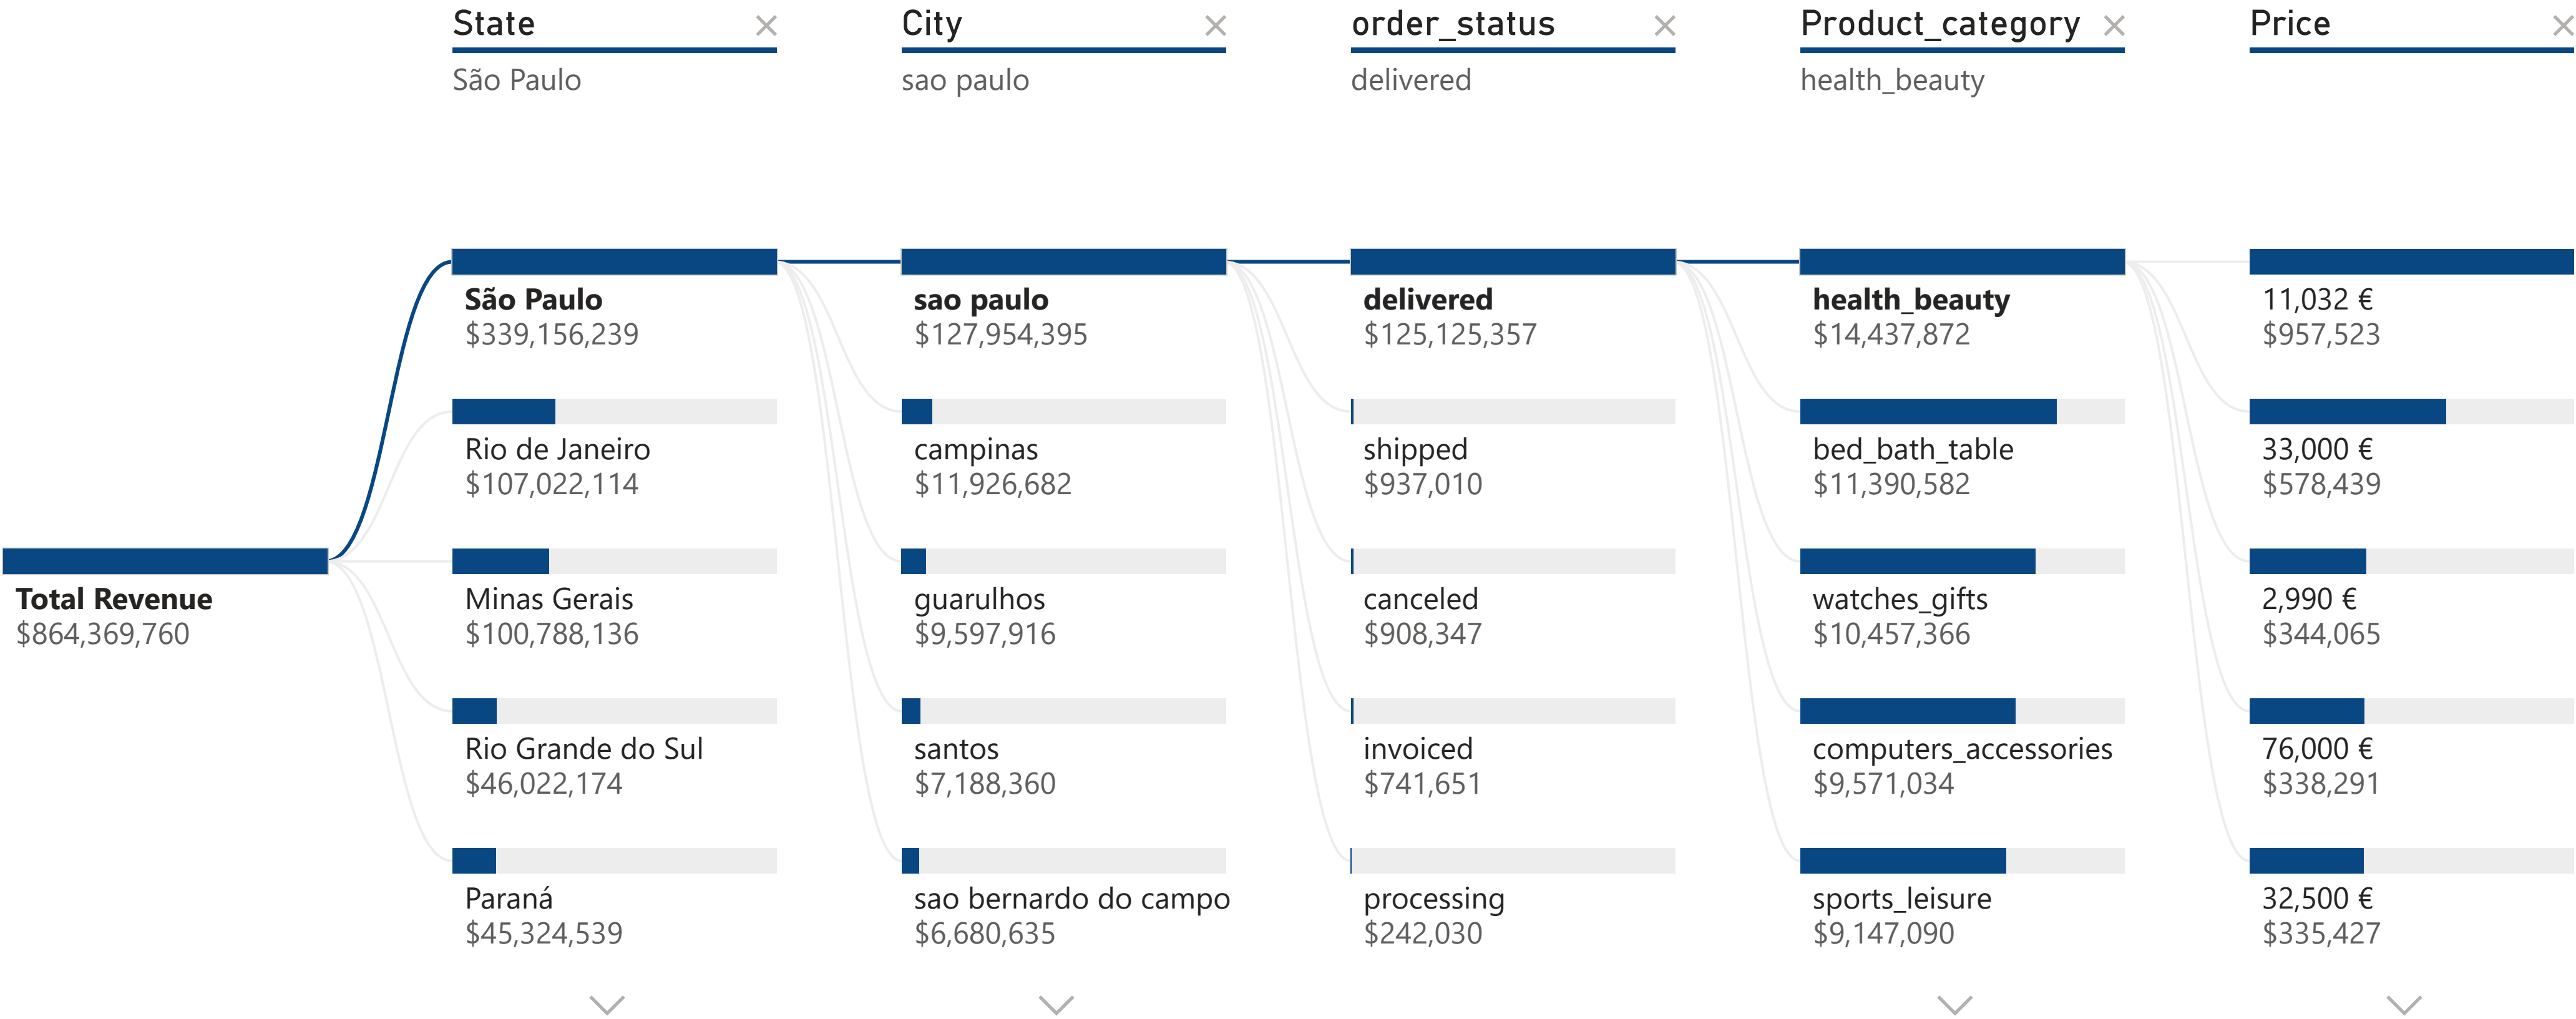 State
São Paulo
City
sao paulo
order_status
delivered
Product_category
health_beauty
Price
Total Revenue
$864,369,760
São Paulo
$339,156,239
Rio de Janeiro
$107,022,114
Minas Gerais
$100,788,136
Rio Grande do Sul
$46,022,174
Paraná
$45,324,539
sao paulo
$127,954,395
campinas
$11,926,682
guarulhos
$9,597,916
santos
$7,188,360
sao bernardo do campo
$6,680,635
delivered
$125,125,357
shipped
$937,010
canceled
$908,347
invoiced
$741,651
processing
$242,030
health_beauty
$14,437,872
bed_bath_table
$11,390,582
watches_gifts
$10,457,366
computers_accessories
$9,571,034
sports_leisure
$9,147,090
11,032 €
$957,523
33,000 €
$578,439
2,990 €
$344,065
76,000 €
$338,291
32,500 €
$335,427